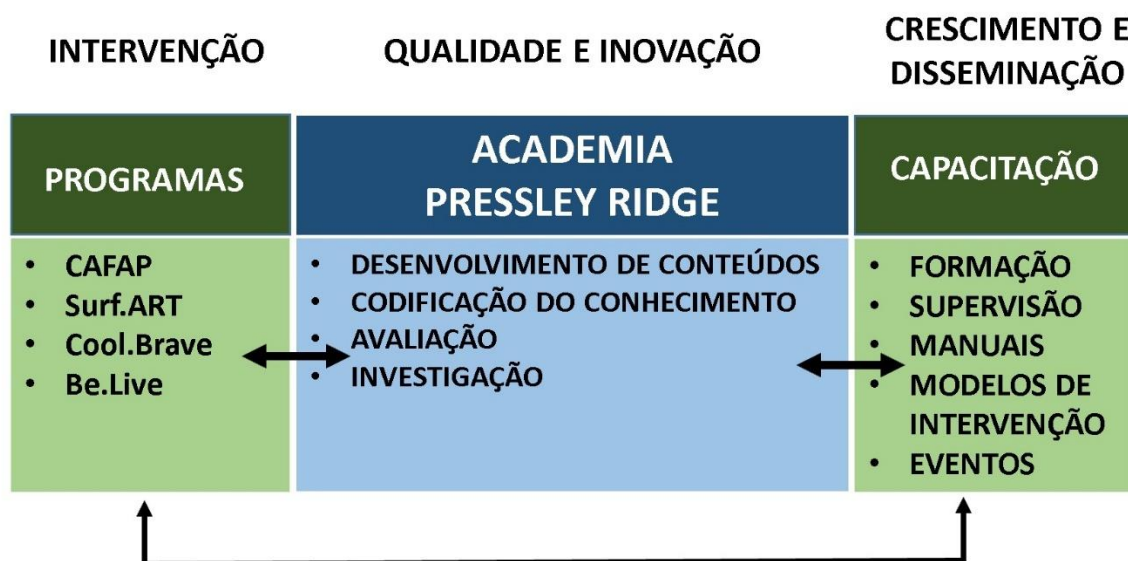 INTERVENÇÃO
QUALIDADE E INOVAÇÃO
CRESCIMENTO E
DISSEMINAÇÃO
PROGRAMAS
ACADEMIA
PRESSLEY RIDGE
CAPACITAÇÃO
• CAFAP
• Surf.ART
• Cool.Brave
• Be.Live
• DESENVOLVIMENTO DE CONTEÚDOS
• CODIFICAÇÃO DO CONHECIMENTO
• AVALIAÇÃO
• INVESTIGAÇÃO
• FORMAÇÃO
• SUPERVISÃO
• MANUAIS
• MODELOS DE
INTERVENÇÃO
• EVENTOS